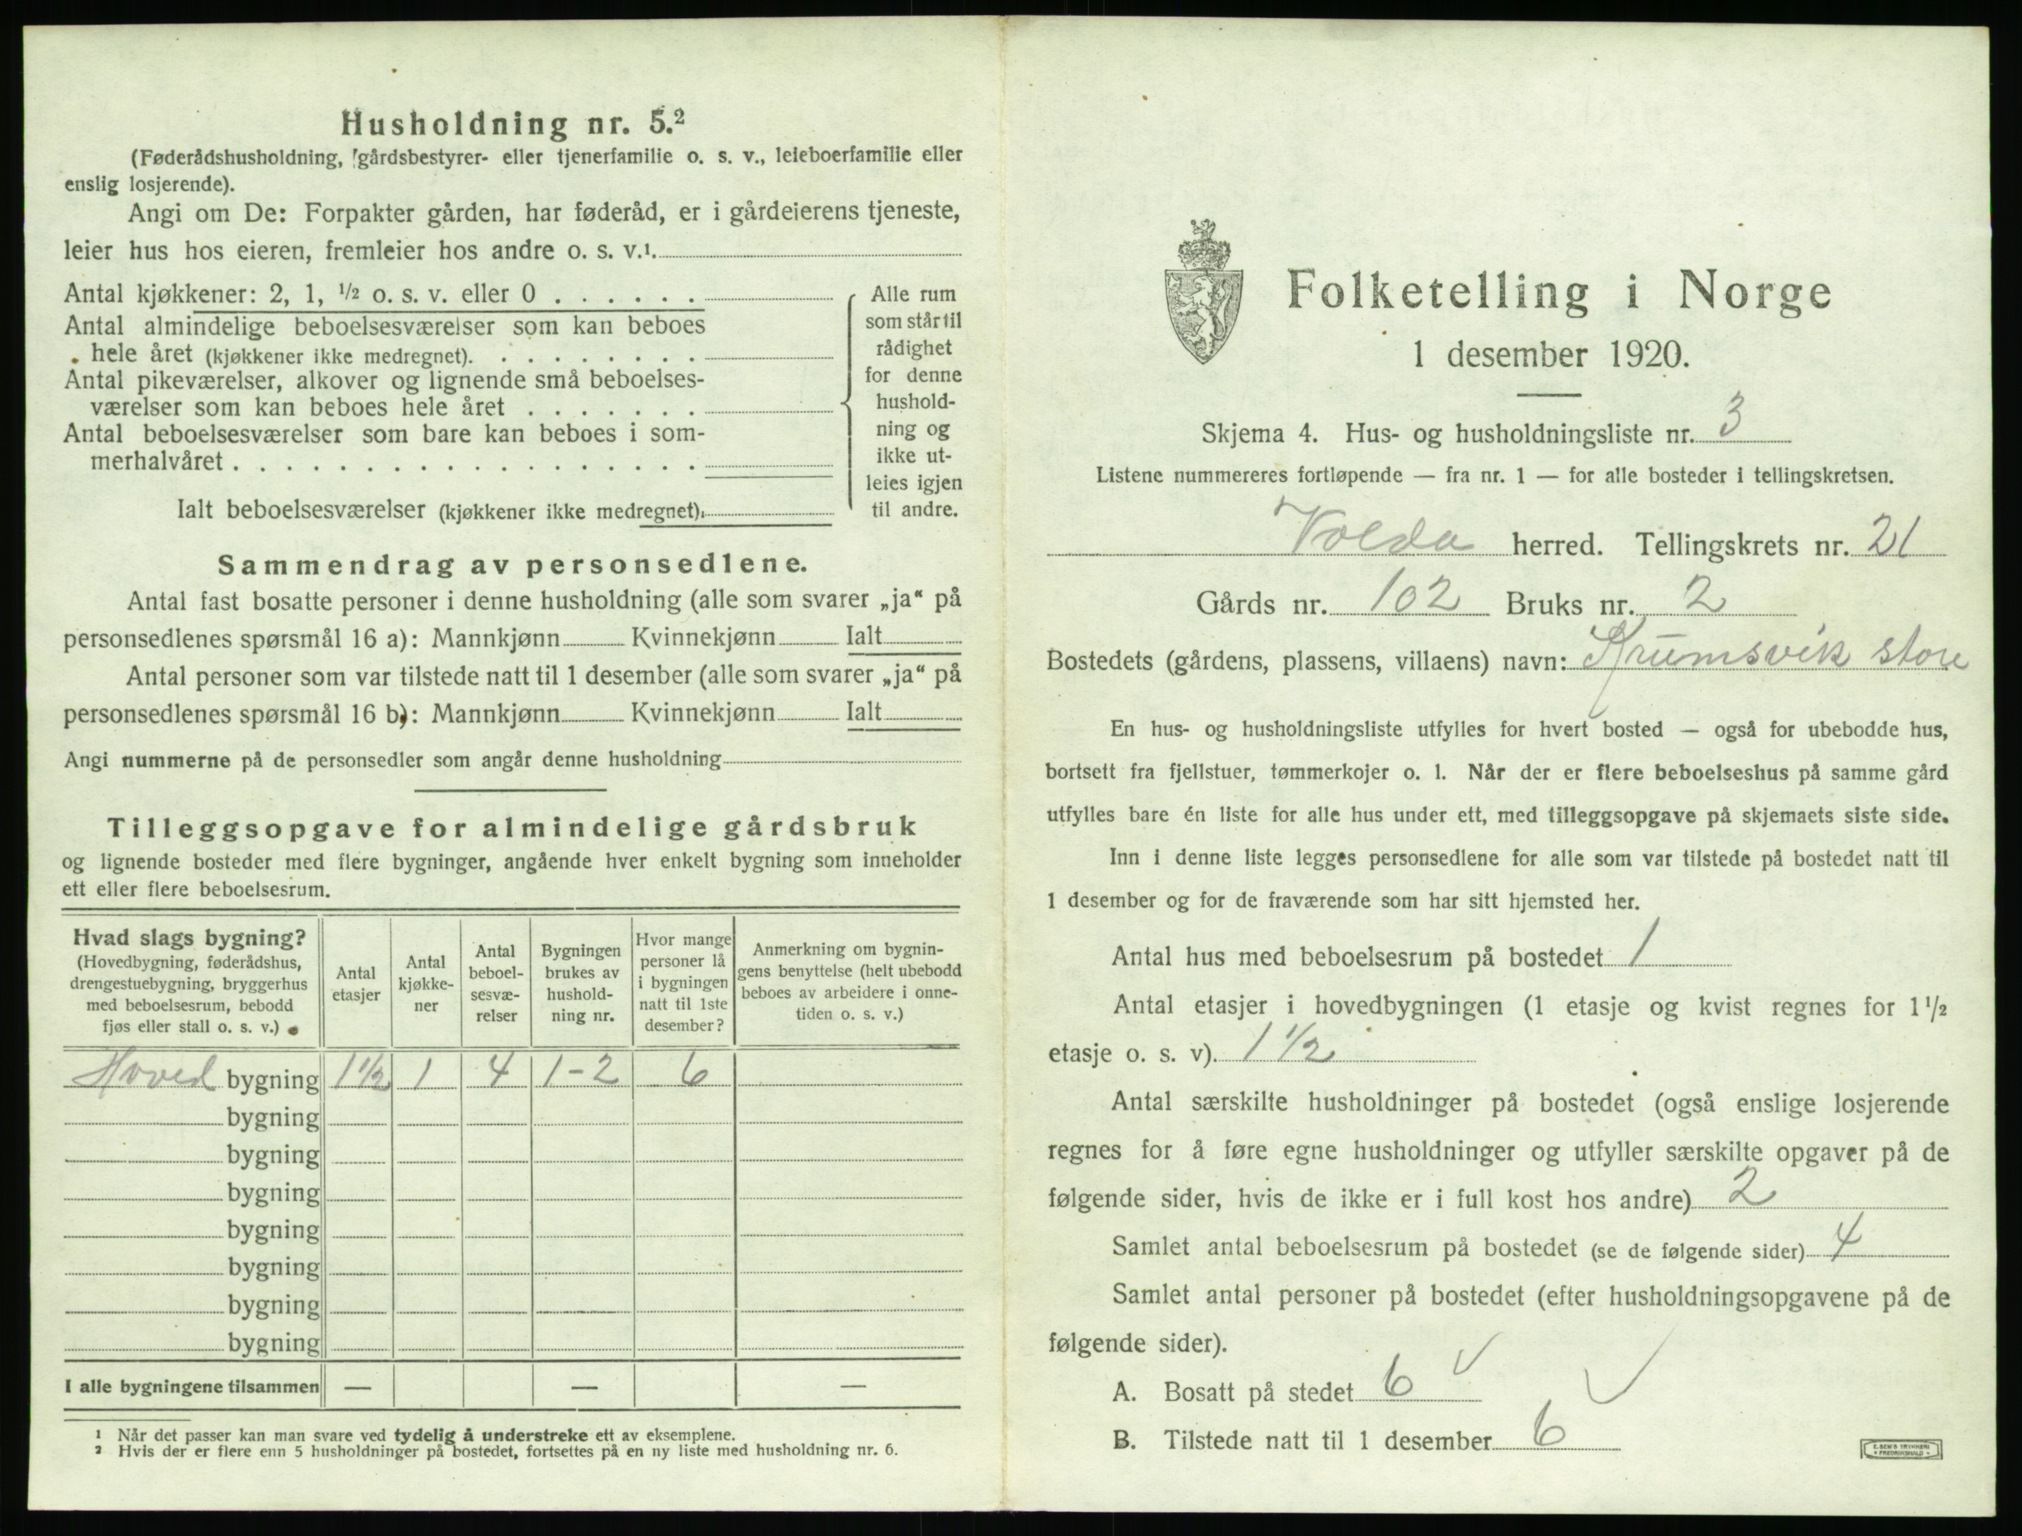 Husholdning nr. 5.²
(Føderådshusholdning, gårdsbestyrer- eller tjenerfamilie o. s. v., leieboerfamilie eller
enslig losjerende).
Angi om De: Forpakter gården, har føderåd, er i gårdeierens tjeneste,
leier hus hos eieren, fremleier hos andre o. s. v.¹.
Antal kjøkkener: 2, 1, ½ o. s. v. eller 0 . . . . . .
Antal almindelige beboelsesværelser som kan beboes
hele året (kjøkkener ikke medregnet). . . . . . . . .
Antal pikeværelser, alkover og lignende små beboelses-
værelser som kan beboes hele året . . . . . . .
Antal beboelsesværelser som bare kan beboes i som-
merhalvåret . . . . . . . . . . . . . . . . . .
Ialt beboelsesværelser (kjøkkener ikke medregnet).
Alle rum
som står til
rådighet
for denne
hushold-
ning og
ikke ut-
leies igjen
til andre.
Sammendrag av personsedlene.
Antal fast bosatte personer i denne husholdning (alle som svarer „ja“ på
personsedlenes spørsmål 16 a): Mannkjønn Kvinnekjønn Ialt
Antal personer som var tilstede natt til 1 desember (alle som svarer „ja“ på
personsedlenes spørsmål 16 b): Mannkjønn Kvinnekjønn Ialt
Angi nummerne på de personsedler som angår denne husholdning
Tilleggsopgave for almindelige gårdsbruk
og lignende bosteder med flere bygninger, angående hver enkelt bygning som inneholder
ett eller flere beboelsesrum.
Hvad slags bygning?
(Hovedbygning, føderådshus,
drengestuebygning, bryggerhus
med beboelsesrum, bebodd
fjøs eller stall o. s. v.)
Antal
etasjer
Antal
kjøkke-
ner
Antal
beboel-
sesvæ-
relser
Bygningen
brukes av
hushold-
ning nr.
Hvor mange
personer lå
i bygningen
natt til 1ste
desember?
Anmerkning om bygnin-
gens benyttelse (helt ubebodd
beboes av arbeidere i onne-
tiden o. s. v.)
Hoved bygning 1½ 1 4 1-2 6
bygning
bygning
bygning
bygning
bygning
bygning
bygning
I alle bygningene tilsammen — — —
¹ Når det passer kan man svare ved tydelig å understreke ett av eksemplene.
² Hvis der er flere enn 5 husholdninger på bostedet, fortsettes på en ny liste med husholdning nr. 6.
Folketelling i Norge
1 desember 1920.
Skjema 4. Hus- og husholdningsliste nr. 3
Listene nummereres fortløpende — fra nr. 1 — for alle bosteder i tellingskretsen.
Volda herred. Tellingskrets nr. 21
Gårds nr. 102 Bruks nr. 2
Bostedets (gårdens, plassens, villaens) navn: Krumsvik store
En hus- og husholdningsliste utfylles for hvert bosted — også for ubebodde hus,
bortsett fra fjellstuer, tømmerkojer o. l. Når der er flere beboelseshus på samme gård
utfylles bare én liste for alle hus under ett, med tilleggsopgave på skjemaets siste side.
Inn i denne liste legges personsedlene for alle som var tilstede på bostedet natt til
1 desember og for de fraværende som har sitt hjemsted her.
Antal hus med beboelsesrum på bostedet 1
Antal etasjer i hovedbygningen (1 etasje og kvist regnes for 1½
etasje o. s. v). 1½
Antal særskilte husholdninger på bostedet (også enslige losjerende
regnes for å føre egne husholdninger og utfyller særskilte opgaver på de
følgende sider, hvis de ikke er i full kost hos andre) 2
Samlet antal beboelsesrum på bostedet (se de følgende sider) 4
Samlet antal personer på bostedet (efter husholdningsopgavene på de
følgende sider).
A. Bosatt på stedet 6 ✓
B. Tilstede natt til 1 desember 6 ✓
E. SEM'S TRYKKERI
FREDRIKSHALD